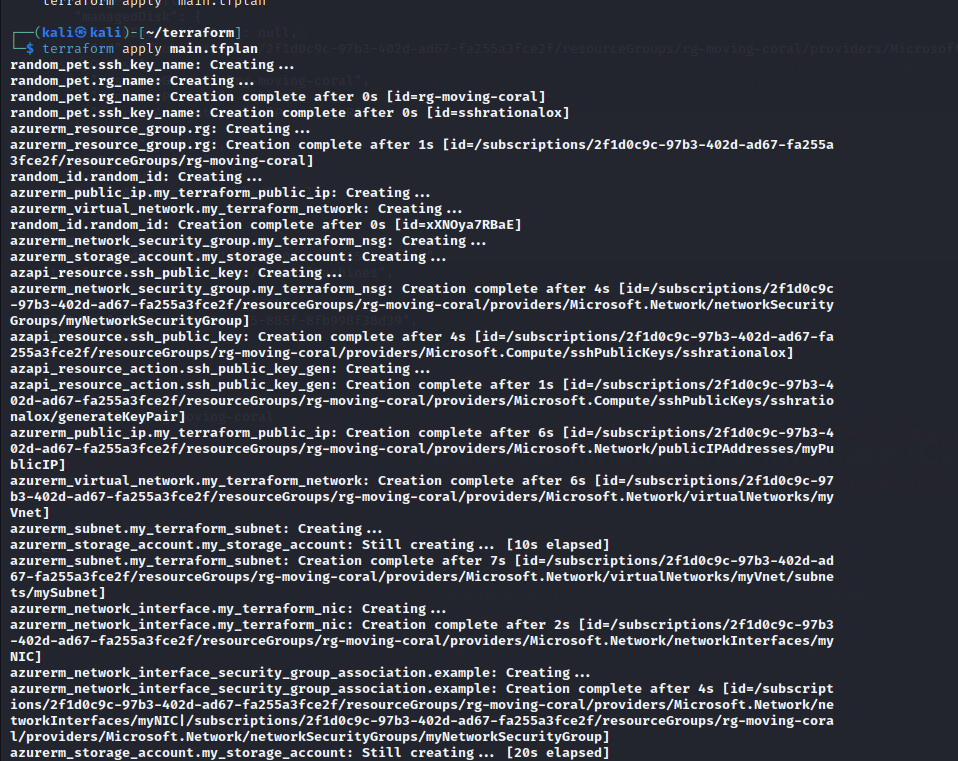 terraform apply main.tfplan
"managedDisk": {
┌──(kali㉿kali)-[~/terraform]
└─$ terraform apply main.tfplan
random_pet.ssh_key_name: Creating...
random_pet.rg_name: Creating...
random_pet.rg_name: Creation complete after 0s [id=rg-moving-coral]
random_pet.ssh_key_name: Creation complete after 0s [id=sshrationalox]
azurerm_resource_group.rg: Creating...
azurerm_resource_group.rg: Creation complete after 1s [id=/subscriptions/2f1d0c9c-97b3-402d-ad67-fa255a
3fce2f/resourceGroups/rg-moving-coral]
random_id.random_id: Creating...
azurerm_public_ip.my_terraform_public_ip: Creating...
azurerm_virtual_network.my_terraform_network: Creating...
random_id.random_id: Creation complete after 0s [id=xXNOya7RBaE]
azurerm_network_security_group.my_terraform_nsg: Creating...
azurerm_storage_account.my_storage_account: Creating...
azapi_resource.ssh_public_key: Creating...
azurerm_network_security_group.my_terraform_nsg: Creation complete after 4s [id=/subscriptions/2f1d0c9c
-97b3-402d-ad67-fa255a3fce2f/resourceGroups/rg-moving-coral/providers/Microsoft.Network/networkSecurity
Groups/myNetworkSecurityGroup]
azapi_resource.ssh_public_key: Creation complete after 4s [id=/subscriptions/2f1d0c9c-97b3-402d-ad67-fa
255a3fce2f/resourceGroups/rg-moving-coral/providers/Microsoft.Compute/sshPublicKeys/sshrationalox]
azapi_resource_action.ssh_public_key_gen: Creating...
azapi_resource_action.ssh_public_key_gen: Creation complete after 1s [id=/subscriptions/2f1d0c9c-97b3-4
02d-ad67-fa255a3fce2f/resourceGroups/rg-moving-coral/providers/Microsoft.Compute/sshPublicKeys/sshratio
nalox/generateKeyPair]
azurerm_public_ip.my_terraform_public_ip: Creation complete after 6s [id=/subscriptions/2f1d0c9c-97b3-4
02d-ad67-fa255a3fce2f/resourceGroups/rg-moving-coral/providers/Microsoft.Network/publicIPAddresses/myPu
blicIP]
azurerm_virtual_network.my_terraform_network: Creation complete after 6s [id=/subscriptions/2f1d0c9c-97
b3-402d-ad67-fa255a3fce2f/resourceGroups/rg-moving-coral/providers/Microsoft.Network/virtualNetworks/my
Vnet]
azurerm_subnet.my_terraform_subnet: Creating...
azurerm_storage_account.my_storage_account: Still creating... [10s elapsed]
azurerm_subnet.my_terraform_subnet: Creation complete after 7s [id=/subscriptions/2f1d0c9c-97b3-402d-ad
67-fa255a3fce2f/resourceGroups/rg-moving-coral/providers/Microsoft.Network/virtualNetworks/myVnet/subne
ts/mySubnet]
azurerm_network_interface.my_terraform_nic: Creating...
azurerm_network_interface.my_terraform_nic: Creation complete after 2s [id=/subscriptions/2f1d0c9c-97b3
-402d-ad67-fa255a3fce2f/resourceGroups/rg-moving-coral/providers/Microsoft.Network/networkInterfaces/my
NIC]
azurerm_network_interface_security_group_association.example: Creating...
azurerm_network_interface_security_group_association.example: Creation complete after 4s [id=/subscript
ions/2f1d0c9c-97b3-402d-ad67-fa255a3fce2f/resourceGroups/rg-moving-coral/providers/Microsoft.Network/ne
tworkInterfaces/myNIC|/subscriptions/2f1d0c9c-97b3-402d-ad67-fa255a3fce2f/resourceGroups/rg-moving-cora
l/providers/Microsoft.Network/networkSecurityGroups/myNetworkSecurityGroup]
azurerm_storage_account.my_storage_account: Still creating... [20s elapsed]